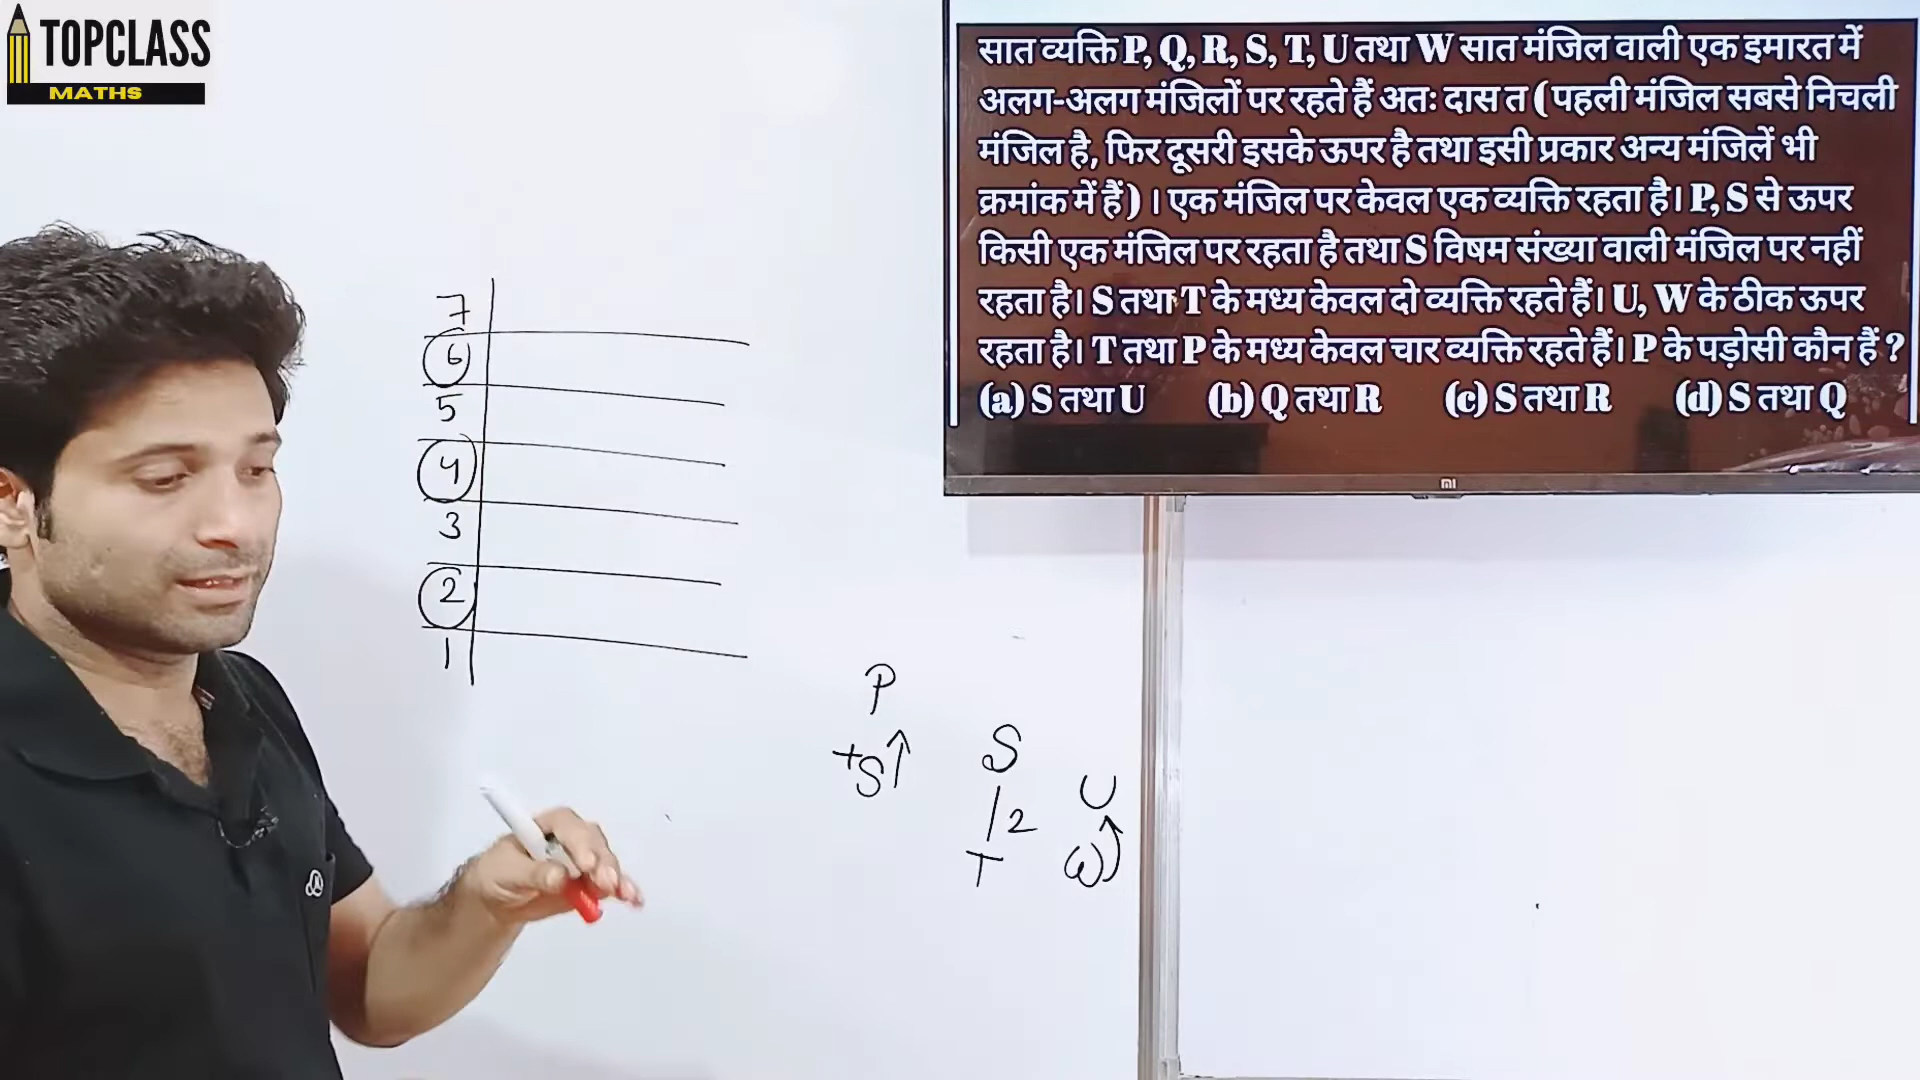 TOPCLASS
MATHS
सात व्यक्ति P, Q, R, S, T, U तथा W सात मंजिल वाली एक इमारत में
अलग-अलग मंजिलों पर रहते हैं अतः दास त ( पहली मंजिल सबसे निचली
मंजिल है, फिर दूसरी इसके ऊपर है तथा इसी प्रकार अन्य मंजिलें भी
क्रमांक में हैं) । एक मंजिल पर केवल एक व्यक्ति रहता है। P, S से ऊपर
किसी एक मंजिल पर रहता है तथा S विषम संख्या वाली मंजिल पर नहीं
रहता है। S तथा T के मध्य केवल दो व्यक्ति रहते हैं। U, W के ठीक ऊपर
रहता है। T तथा P के मध्य केवल चार व्यक्ति रहते हैं। P के पड़ोसी कौन हैं ?
(a) S तथा U (b) Q तथा R (c) S तथा R (d) S तथा Q
mi
7
6
5
4
3
2
1
P
+S↑
S
/2
T
U
W